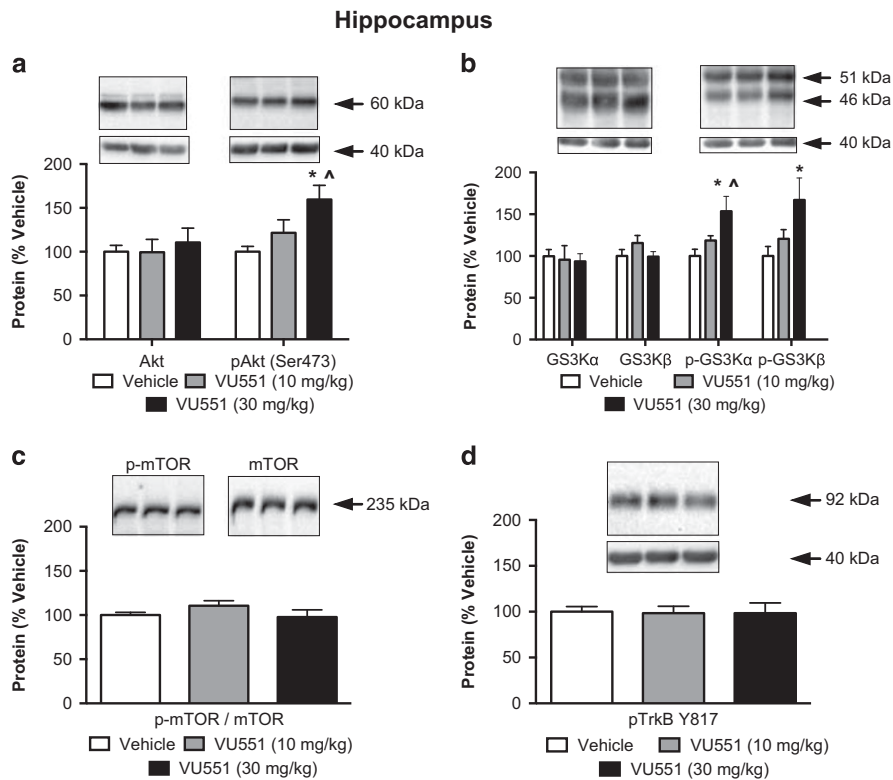 Hippocampus
a
60 kDa
40 kDa
Protein (% Vehicle)
200
150
100
50
0
* ^
Akt
pAkt (Ser473)
Vehicle
VU551 (10 mg/kg)
VU551 (30 mg/kg)
b
51 kDa
46 kDa
40 kDa
Protein (% Vehicle)
200
150
100
50
0
* ^
*
GS3Kα
GS3Kβ
p-GS3Kα
p-GS3Kβ
Vehicle
VU551 (10 mg/kg)
VU551 (30 mg/kg)
c
p-mTOR
mTOR
235 kDa
Protein (% Vehicle)
200
150
100
50
0
p-mTOR / mTOR
Vehicle
VU551 (10 mg/kg)
VU551 (30 mg/kg)
d
92 kDa
40 kDa
Protein (% Vehicle)
200
150
100
50
0
pTrkB Y817
Vehicle
VU551 (10 mg/kg)
VU551 (30 mg/kg)